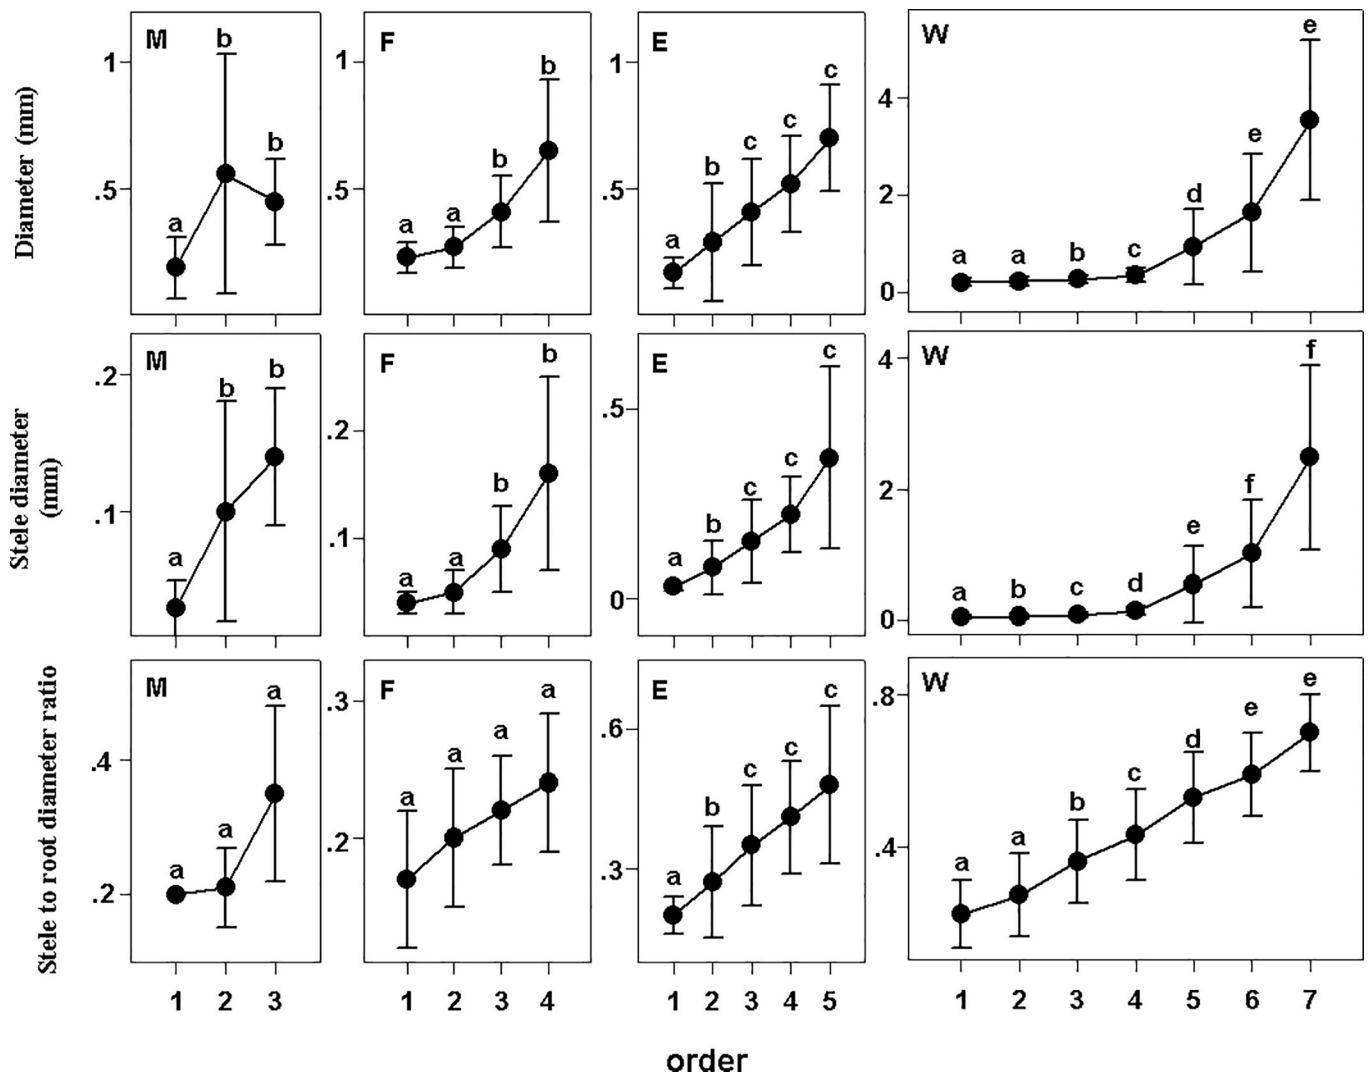 Diameter (mm)
M
1
.5
a
b
b
F
1
.5
a
a
b
b
E
1
.5
a
b
c
c
c
W
4
2
0
a
a
b
c
d
e
e
Stele diameter
(mm)
M
.2
.1
a
b
b
F
.2
.1
a
a
b
b
E
.5
0
a
b
c
c
c
W
4
2
0
a
b
c
d
e
f
f
Stele to root diameter ratio
M
.4
.2
a
a
a
1 2 3
F
.3
.2
a
a
a
a
1 2 3 4
E
.6
.3
a
b
c
c
c
1 2 3 4 5
W
.8
.4
a
a
b
c
d
e
e
1 2 3 4 5 6 7
order